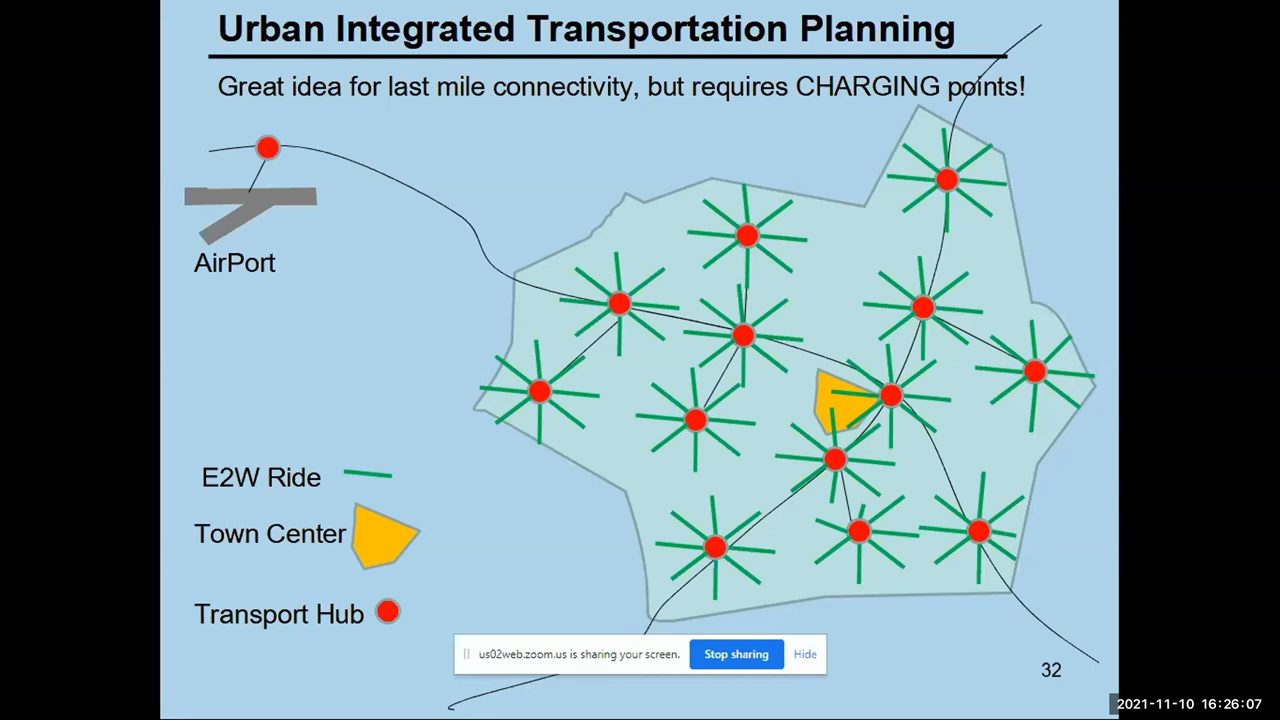 Urban Integrated Transportation Planning
Great idea for last mile connectivity, but requires CHARGING points!
AirPort
E2W Ride
Town Center
Transport Hub
us02web.zoom.us is sharing your screen. Stop sharing Hide
32
2021-11-10 16:26:07